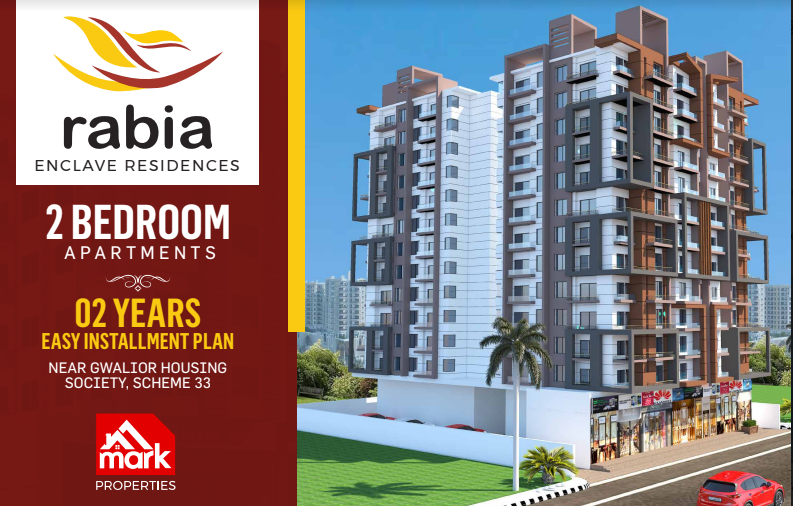 rabia
ENCLAVE RESIDENCES
2 BEDROOM
APARTMENTS
02 YEARS
EASY INSTALLMENT PLAN
NEAR GWALIOR HOUSING
SOCIETY, SCHEME 33
mark
PROPERTIES